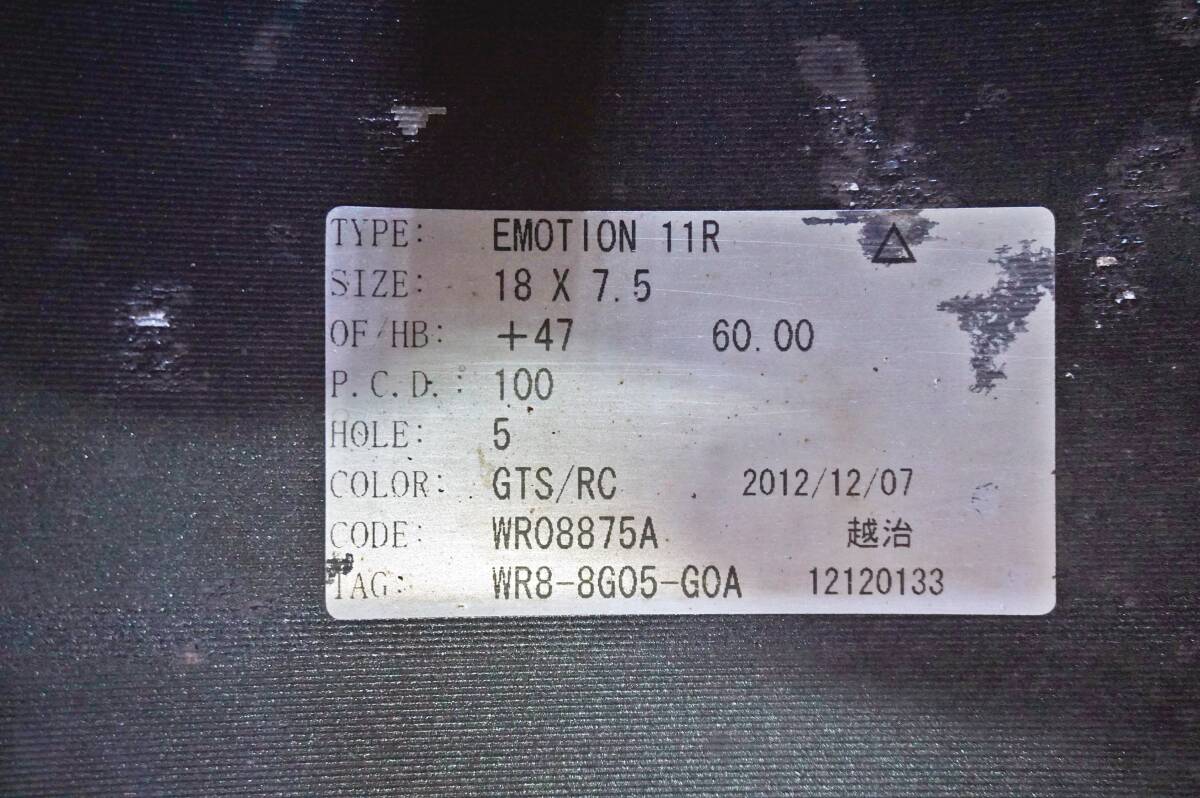 TYPE: EMOTION 11R
SIZE: 18 X 7.5
OF/HB: +47 60.00
P.C.D.: 100
HOLE: 5
COLOR: GTS/RC 2012/12/07
CODE: WRO8875A 越治
TAG: WR8-8G05-G0A 12120133